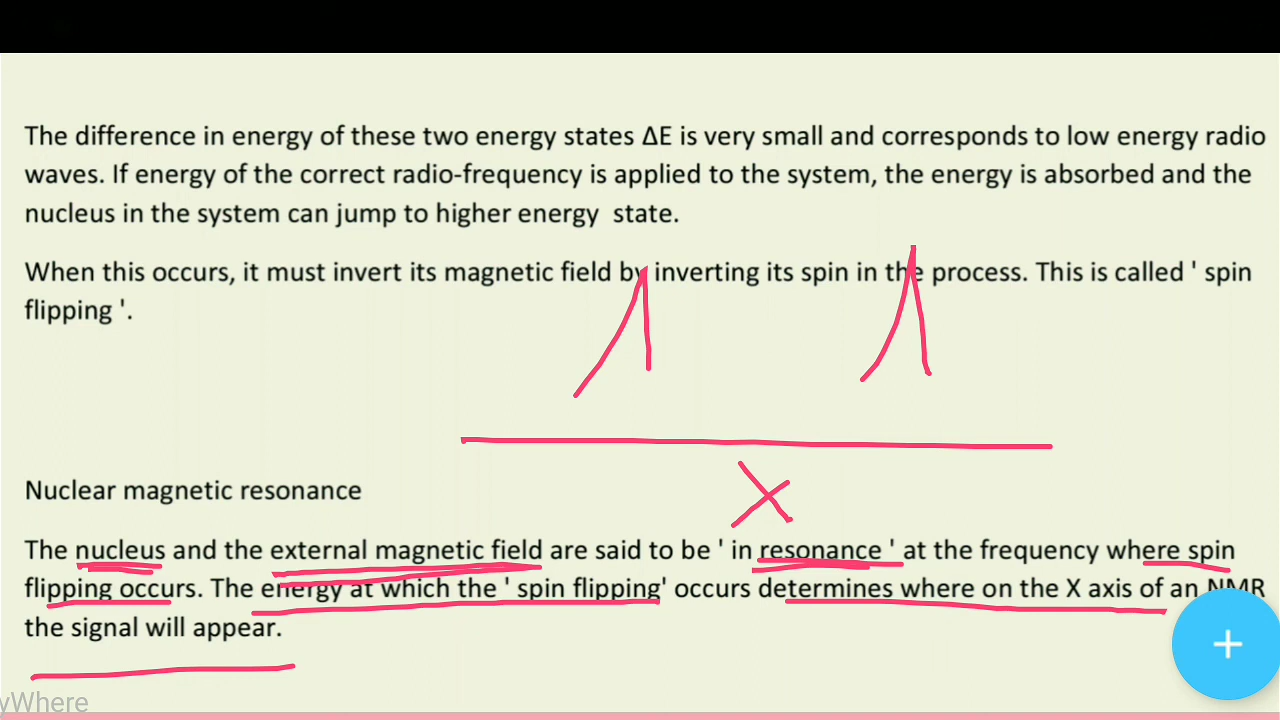 The difference in energy of these two energy states ΔE is very small and corresponds to low energy radio
waves. If energy of the correct radio-frequency is applied to the system, the energy is absorbed and the
nucleus in the system can jump to higher energy state.
When this occurs, it must invert its magnetic field by inverting its spin in the process. This is called ' spin
flipping '.
X
Nuclear magnetic resonance
The nucleus and the external magnetic field are said to be ' in resonance ' at the frequency where spin
flipping occurs. The energy at which the ' spin flipping' occurs determines where on the X axis of an NMR
the signal will appear.
yWhere